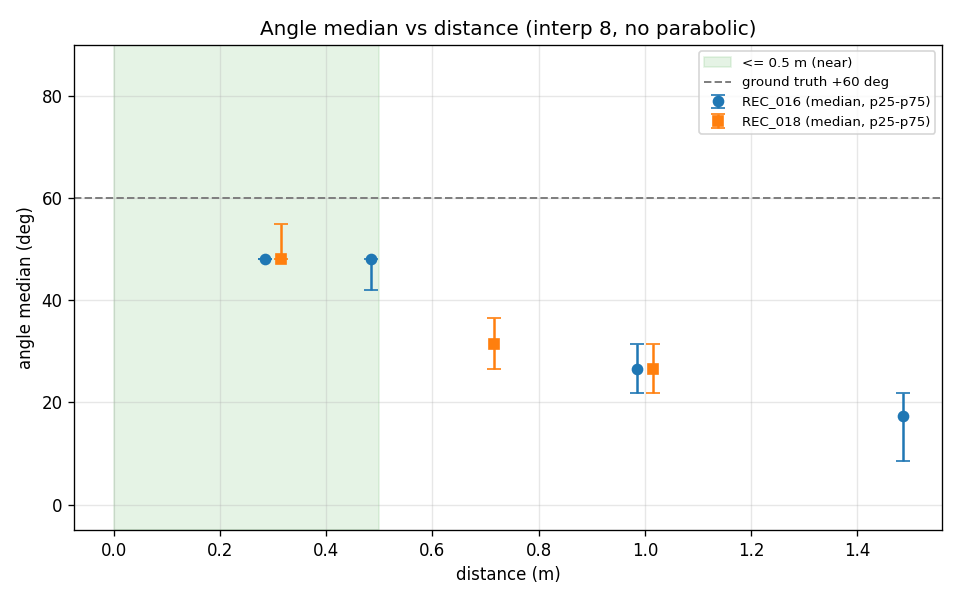 Angle median vs distance (interp 8, no parabolic)
<= 0.5 m (near)
ground truth +60 deg
REC_016 (median, p25-p75)
REC_018 (median, p25-p75)
angle median (deg)
80
60
40
20
0
0.0 0.2 0.4 0.6 0.8 1.0 1.2 1.4
distance (m)